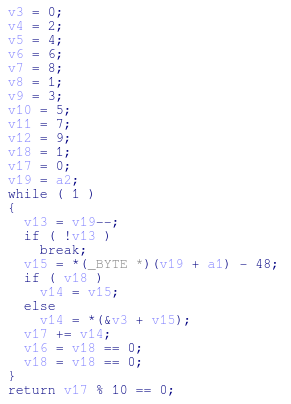 v3 = 0;
v4 = 2;
v5 = 4;
v6 = 6;
v7 = 8;
v8 = 1;
v9 = 3;
v10 = 5;
v11 = 7;
v12 = 9;
v18 = 1;
v17 = 0;
v19 = a2;
while ( 1 )
{
  v13 = v19--;
  if ( !v13 )
    break;
  v15 = *(_BYTE *)(v19 + a1) - 48;
  if ( v18 )
    v14 = v15;
  else
    v14 = *(&v3 + v15);
  v17 += v14;
  v16 = v18 == 0;
  v18 = v18 == 0;
}
return v17 % 10 == 0;